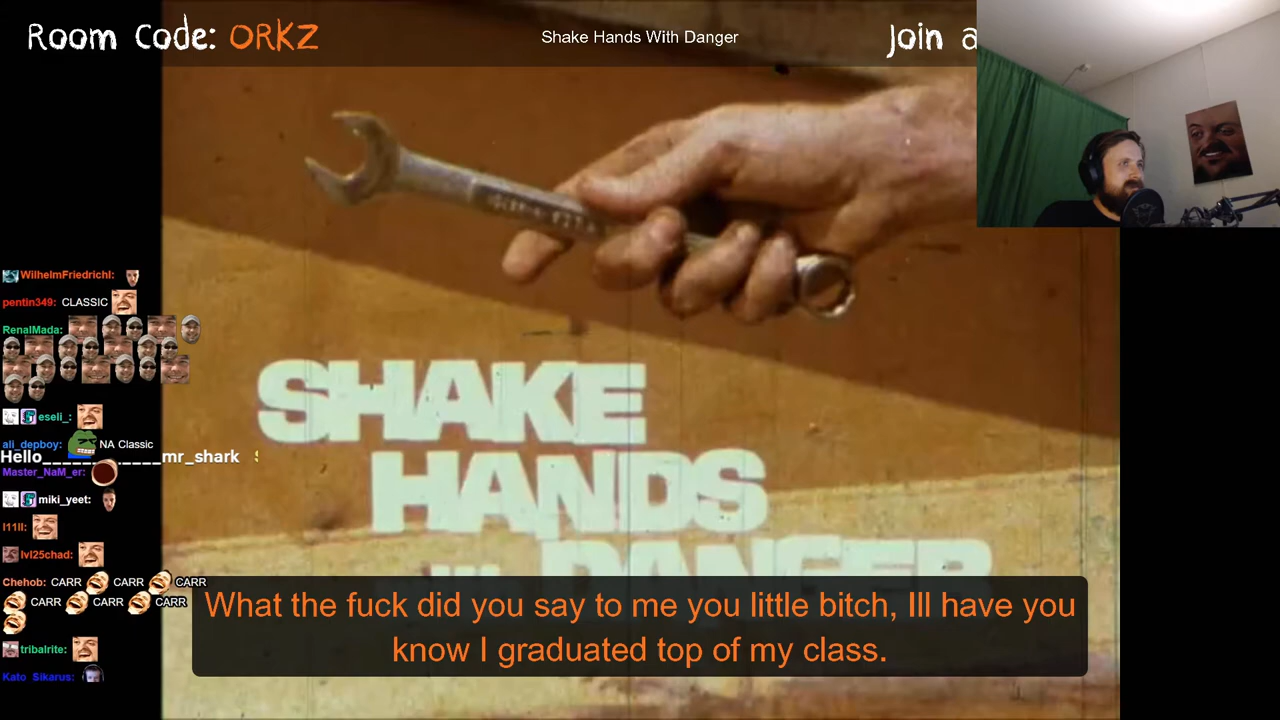 Room Code: ORKZ
Shake Hands With Danger
Join a
WilhelmFriedrichI:
pentin349: CLASSIC
RenalMada:
eseli_:
ali_depboy: NA Classic
Hello_____________mr_shark
Master_NaM_er:
miki_yeet:
l11ll:
lvl25chad:
Chehob: CARR CARR CARR
CARR CARR CARR
tribalrite:
Kato_Sikarus:
SHAKE
HANDS
DANGER
What the fuck did you say to me you little bitch, Ill have you
know I graduated top of my class.